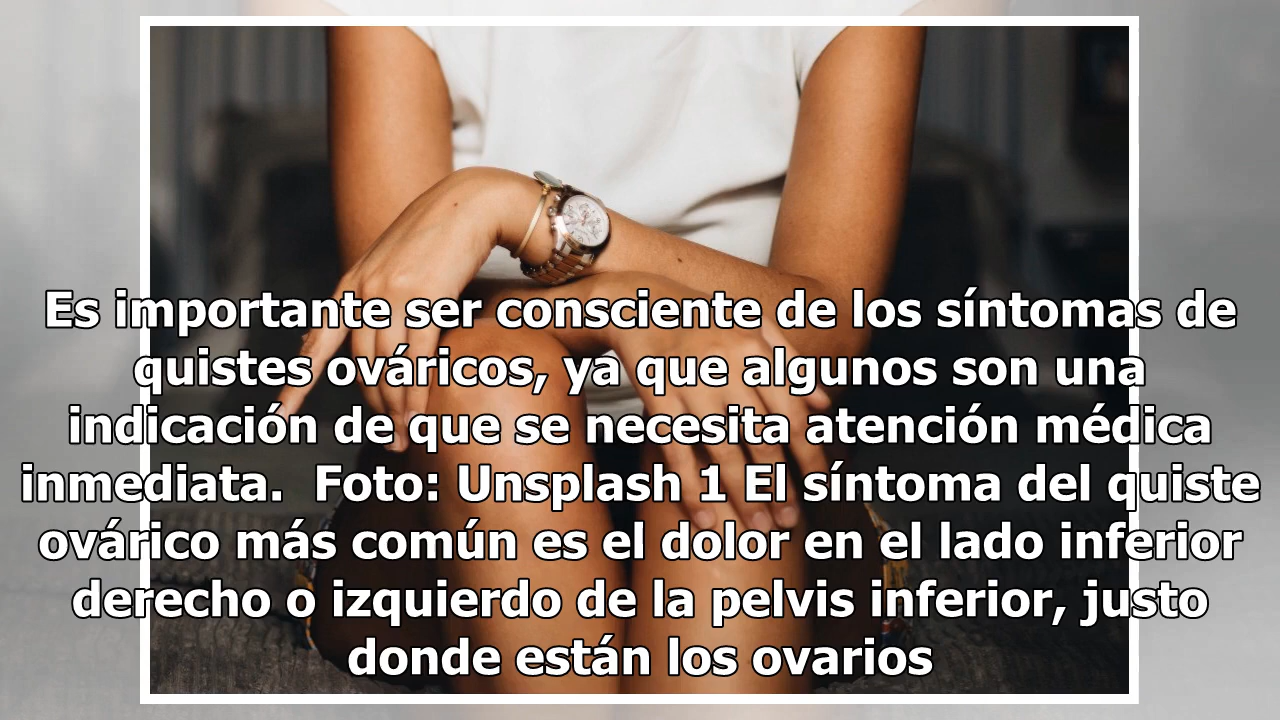 Es importante ser consciente de los síntomas de
quistes ováricos, ya que algunos son una
indicación de que se necesita atención médica
inmediata.  Foto: Unsplash 1 El síntoma del quiste
ovárico más común es el dolor en el lado inferior
derecho o izquierdo de la pelvis inferior, justo
donde están los ovarios